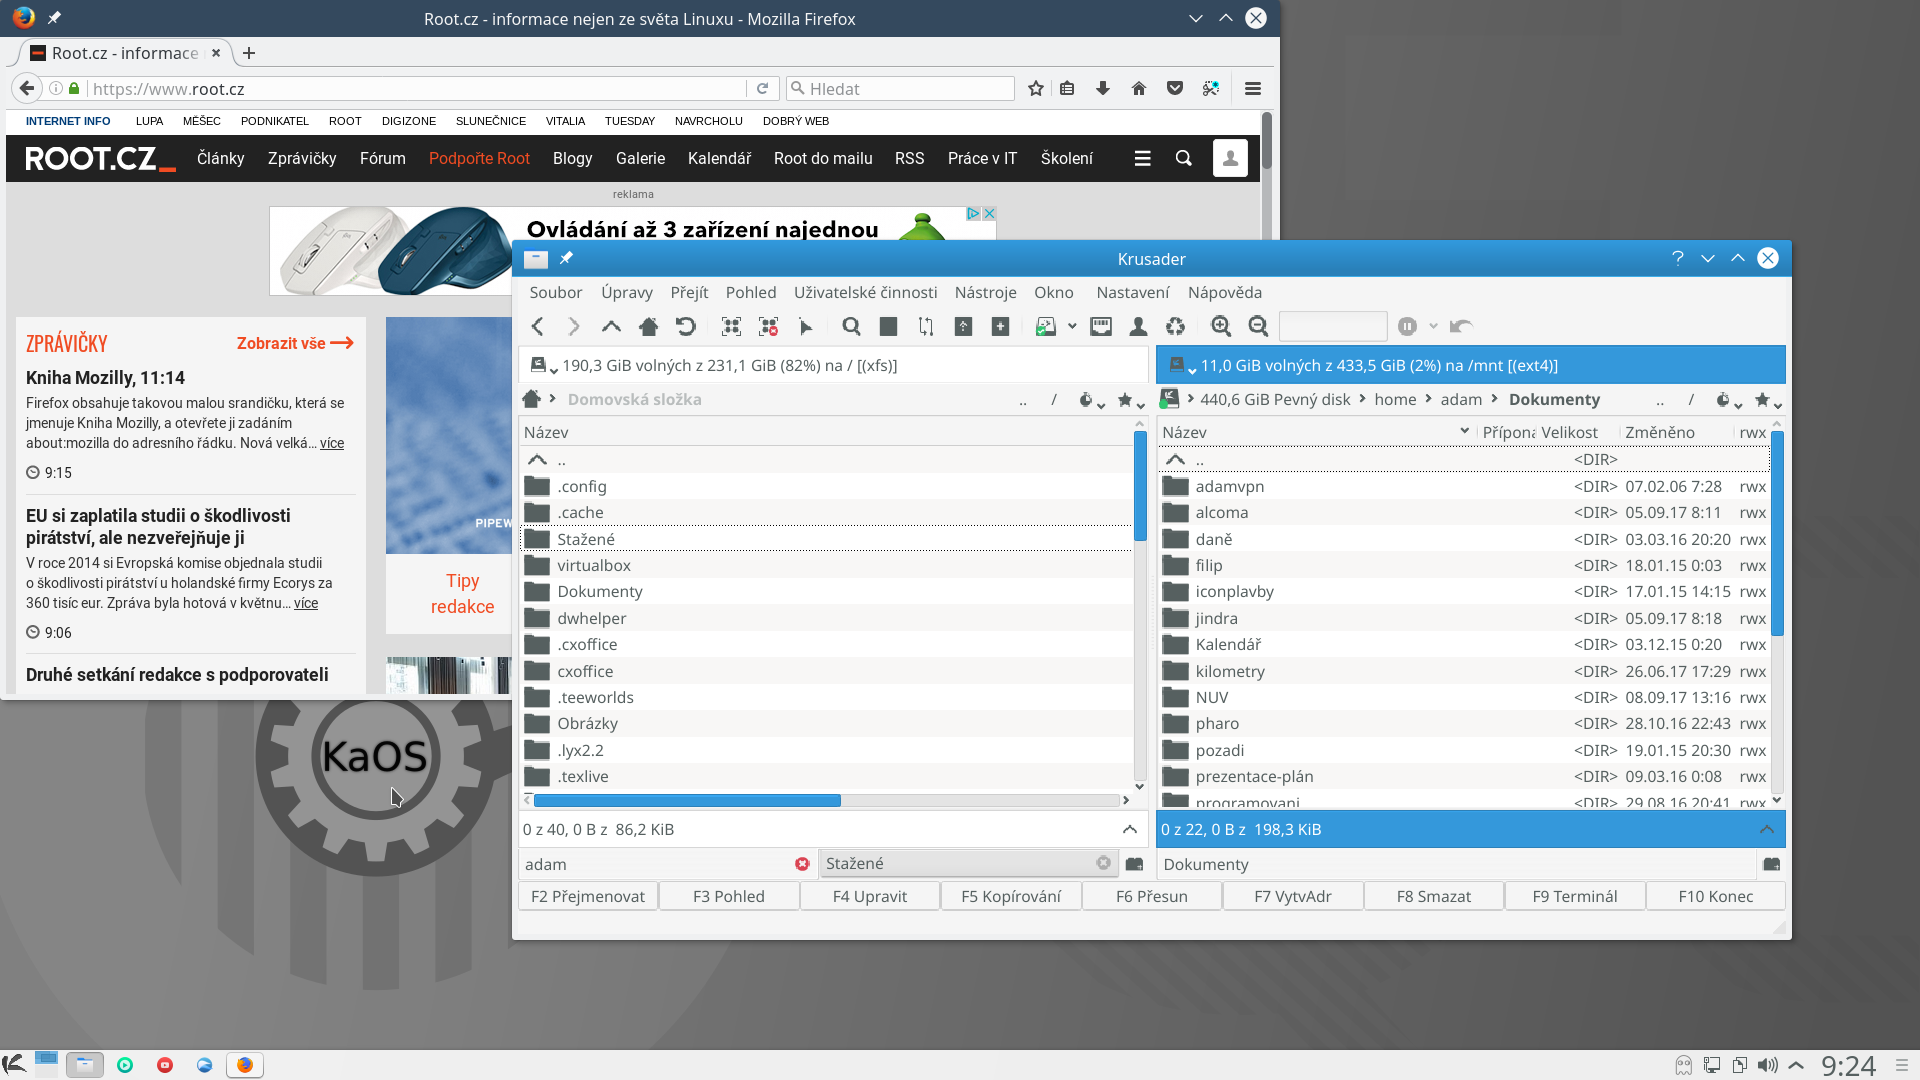 Root.cz - informace nejen ze světa Linuxu - Mozilla Firefox
Root.cz - informace
https://www.root.cz
Hledat
INTERNET INFO LUPA MĚŠEC PODNIKATEL ROOT DIGIZONE SLUNEČNICE VITALIA TUESDAY NAVRCHOLU DOBRÝ WEB
ROOT.CZ_ Články Zprávičky Fórum Podpořte Root Blogy Galerie Kalendář Root do mailu RSS Práce v IT Školení
reklama
Ovládání až 3 zařízení najednou
ZPRÁVIČKY Zobrazit vše
Kniha Mozilly, 11:14
Firefox obsahuje takovou malou srandičku, která se
jmenuje Kniha Mozilly, a otevřete ji zadáním
about:mozilla do adresního řádku. Nová velká... více
9:15
EU si zaplatila studii o škodlivosti
pirátství, ale nezveřejňuje ji
V roce 2014 si Evropská komise objednala studii
o škodlivosti pirátství u holandské firmy Ecorys za
360 tisíc eur. Zpráva byla hotová v květnu... více
9:06
Druhé setkání redakce s podporovateli
PIPEW
Tipy
redakce
KaOS
Krusader
Soubor Úpravy Přejít Pohled Uživatelské činnosti Nástroje Okno Nastavení Nápověda
190,3 GiB volných z 231,1 GiB (82%) na / [(xfs)]
Domovská složka .. /
Název
..
.config
.cache
Stažené
virtualbox
Dokumenty
dwhelper
.cxoffice
cxoffice
.teeworlds
Obrázky
.lyx2.2
.texlive
0 z 40, 0 B z 86,2 KiB
adam Stažené
11,0 GiB volných z 433,5 GiB (2%) na /mnt [(ext4)]
440,6 GiB Pevný disk home adam Dokumenty .. /
Název Přípona Velikost Změněno rwx
.. <DIR>
adamvpn <DIR> 07.02.06 7:28 rwx
alcoma <DIR> 05.09.17 8:11 rwx
daně <DIR> 03.03.16 20:20 rwx
filip <DIR> 18.01.15 0:03 rwx
iconplavby <DIR> 17.01.15 14:15 rwx
jindra <DIR> 05.09.17 8:18 rwx
Kalendář <DIR> 03.12.15 0:20 rwx
kilometry <DIR> 26.06.17 17:29 rwx
NUV <DIR> 08.09.17 13:16 rwx
pharo <DIR> 28.10.16 22:43 rwx
pozadi <DIR> 19.01.15 20:30 rwx
prezentace-plán <DIR> 09.03.16 0:08 rwx
programovani <DIR> 29.08.16 20:41 rwx
0 z 22, 0 B z 198,3 KiB
Dokumenty
F2 Přejmenovat F3 Pohled F4 Upravit F5 Kopírování F6 Přesun F7 VytvAdr F8 Smazat F9 Terminál F10 Konec
9:24